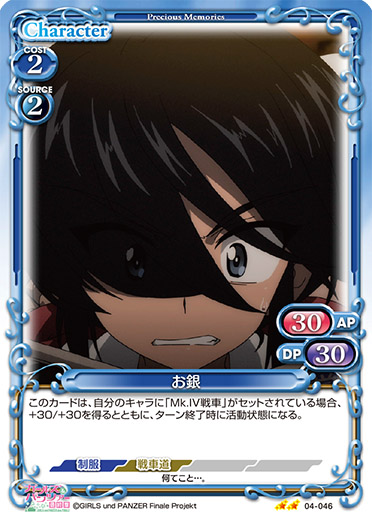 Precious Memories
Character
COST
2
SOURCE
2
30 AP
DP 30
お銀
このカードは、自分のキャラに「Mk.IV戦車」がセットされている場合、
+30/+30を得るとともに、ターン終了時に活動状態になる。
制服 戦車道
何てこと…。
©GIRLS und PANZER Finale Projekt
★★ 04-046